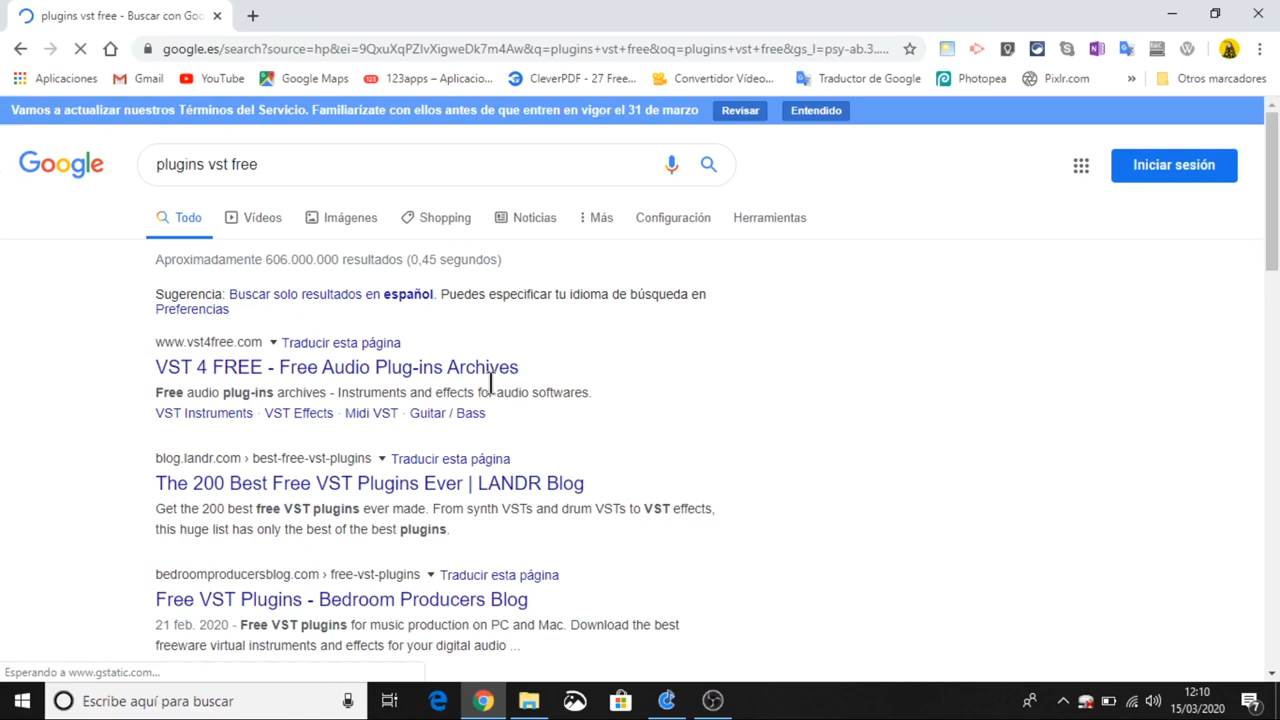 plugins vst free - Buscar con Goo
google.es/search?source=hp&ei=9QxuXqPZIvXigweDk7m4Aw&q=plugins+vst+free&oq=plugins+vst+free&gs_l=psy-ab.3....
Aplicaciones Gmail YouTube Google Maps 123apps – Aplicacio... CleverPDF - 27 Free... Convertidor Vídeo... Traductor de Google Photopea Pixlr.com » Otros marcadores
Vamos a actualizar nuestros Términos del Servicio. Familiarízate con ellos antes de que entren en vigor el 31 de marzo Revisar Entendido
Google plugins vst free Iniciar sesión
Todo Vídeos Imágenes Shopping Noticias Más Configuración Herramientas
Aproximadamente 606.000.000 resultados (0,45 segundos)
Sugerencia: Buscar solo resultados en español. Puedes especificar tu idioma de búsqueda en
Preferencias
www.vst4free.com Traducir esta página
VST 4 FREE - Free Audio Plug-ins Archives
Free audio plug-ins archives - Instruments and effects for audio softwares.
VST Instruments · VST Effects · Midi VST · Guitar / Bass
blog.landr.com › best-free-vst-plugins Traducir esta página
The 200 Best Free VST Plugins Ever | LANDR Blog
Get the 200 best free VST plugins ever made. From synth VSTs and drum VSTs to VST effects,
this huge list has only the best of the best plugins.
bedroomproducersblog.com › free-vst-plugins Traducir esta página
Free VST Plugins - Bedroom Producers Blog
21 feb. 2020 - Free VST plugins for music production on PC and Mac. Download the best
freeware virtual instruments and effects for your digital audio ...
Esperando a www.gstatic.com...
Escribe aquí para buscar
12:10
15/03/2020
7